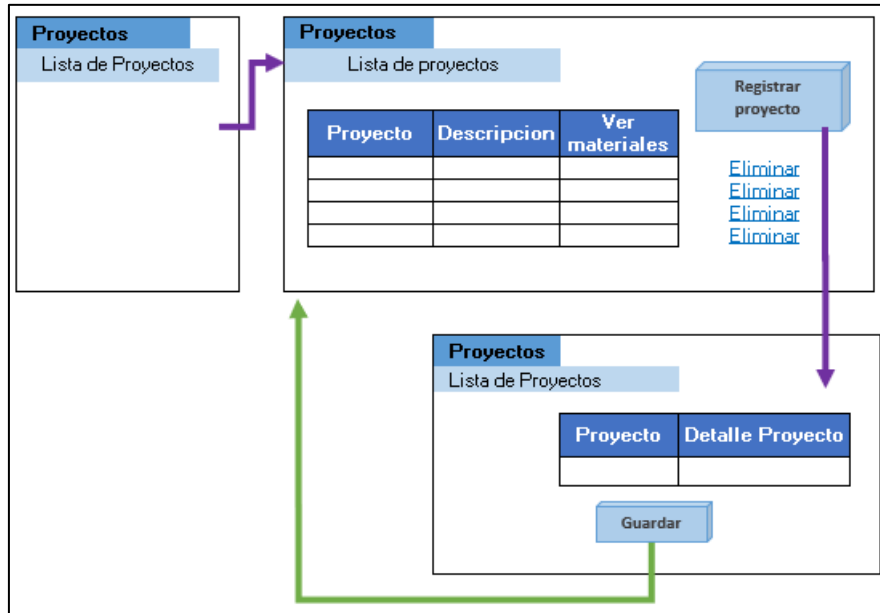 Proyectos
Lista de Proyectos
Proyectos
Lista de proyectos
Registrar
proyecto
Proyecto Descripcion Ver
materiales
Eliminar
Eliminar
Eliminar
Eliminar
Proyectos
Lista de Proyectos
Proyecto Detalle Proyecto
Guardar